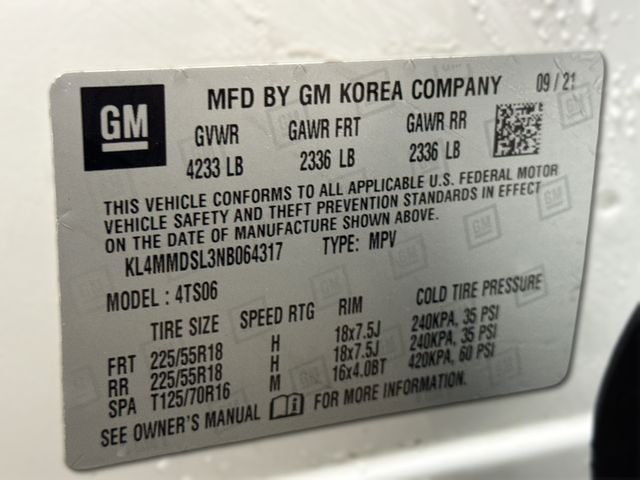 GM
MFD BY GM KOREA COMPANY 09/21
GVWR GAWR FRT GAWR RR
4233 LB 2336 LB 2336 LB
THIS VEHICLE CONFORMS TO ALL APPLICABLE U.S. FEDERAL MOTOR
VEHICLE SAFETY AND THEFT PREVENTION STANDARDS IN EFFECT
ON THE DATE OF MANUFACTURE SHOWN ABOVE.
KL4MMDSL3NB064317 TYPE: MPV
MODEL : 4TS06
TIRE SIZE SPEED RTG RIM COLD TIRE PRESSURE
FRT 225/55R18 H 18x7.5J 240KPA, 35 PSI
RR 225/55R18 H 18x7.5J 240KPA, 35 PSI
SPA T125/70R16 M 16x4.0BT 420KPA, 60 PSI
SEE OWNER'S MANUAL FOR MORE INFORMATION.